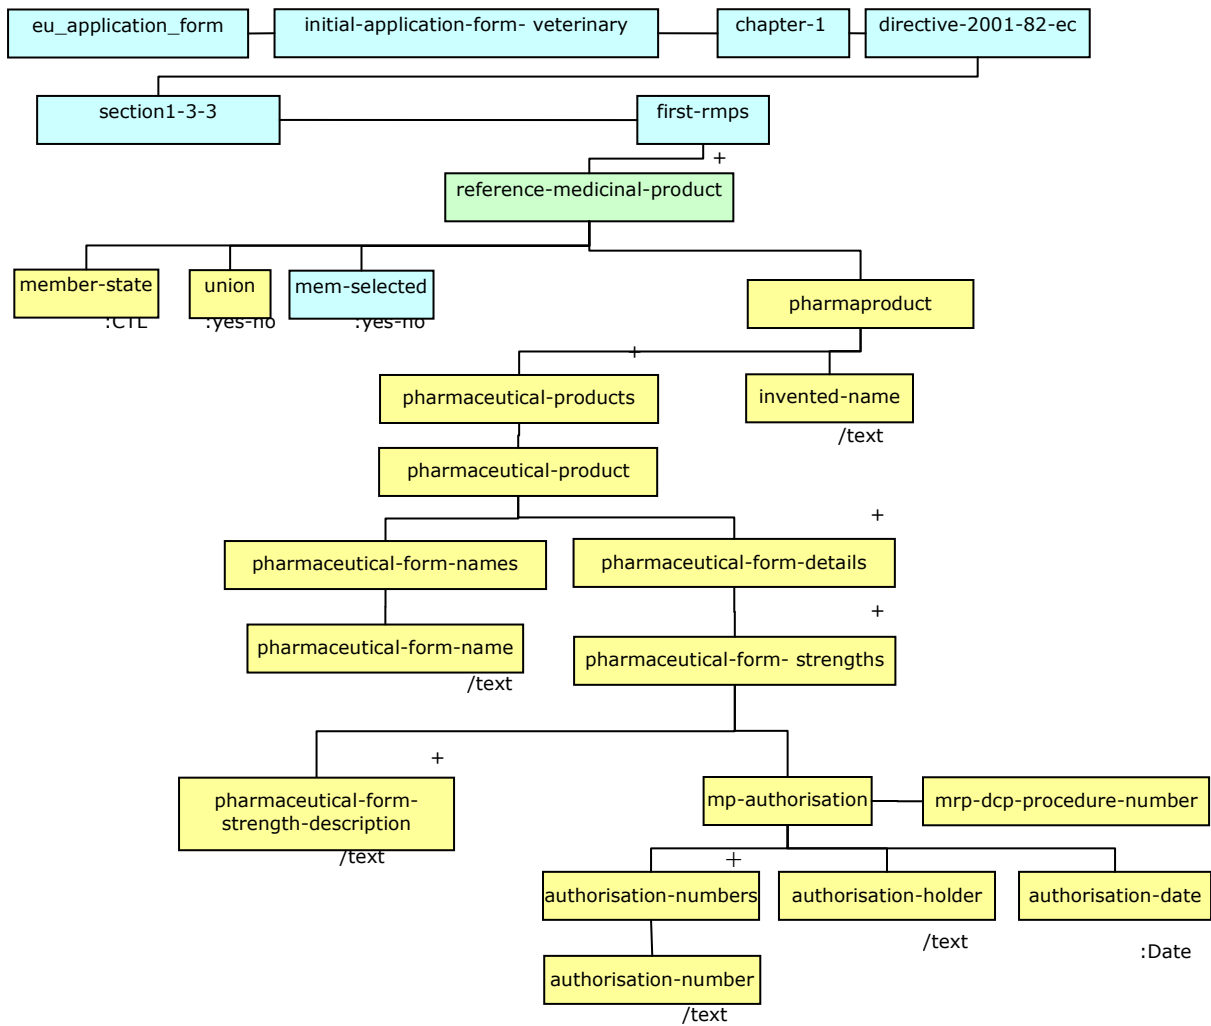 eu_application_form
initial-application-form- veterinary
chapter-1
directive-2001-82-ec
section1-3-3
first-rmps
+
reference-medicinal-product
member-state
union
mem-selected
:CTL
:yes-no
:yes-no
pharmaproduct
+
pharmaceutical-products
invented-name
/text
pharmaceutical-product
+
pharmaceutical-form-names
pharmaceutical-form-details
+
pharmaceutical-form-name
/text
pharmaceutical-form- strengths
+
pharmaceutical-form-
strength-description
/text
mp-authorisation
mrp-dcp-procedure-number
+
authorisation-numbers
authorisation-holder
authorisation-date
/text
:Date
authorisation-number
/text